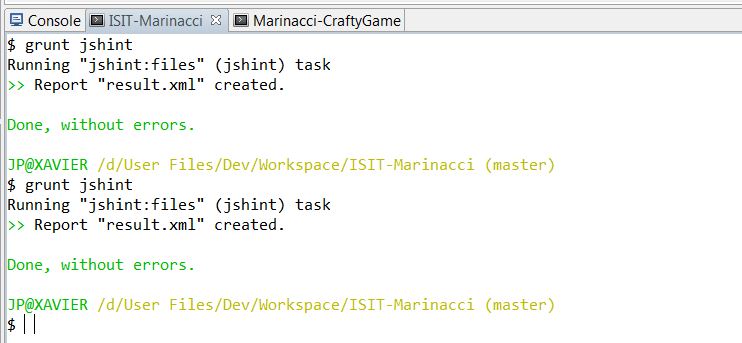 Console ISIT-Marinacci Marinacci-CraftyGame
$ grunt jshint
Running "jshint:files" (jshint) task
>> Report "result.xml" created.
Done, without errors.
JP@XAVIER /d/User Files/Dev/Workspace/ISIT-Marinacci (master)
$ grunt jshint
Running "jshint:files" (jshint) task
>> Report "result.xml" created.
Done, without errors.
JP@XAVIER /d/User Files/Dev/Workspace/ISIT-Marinacci (master)
$